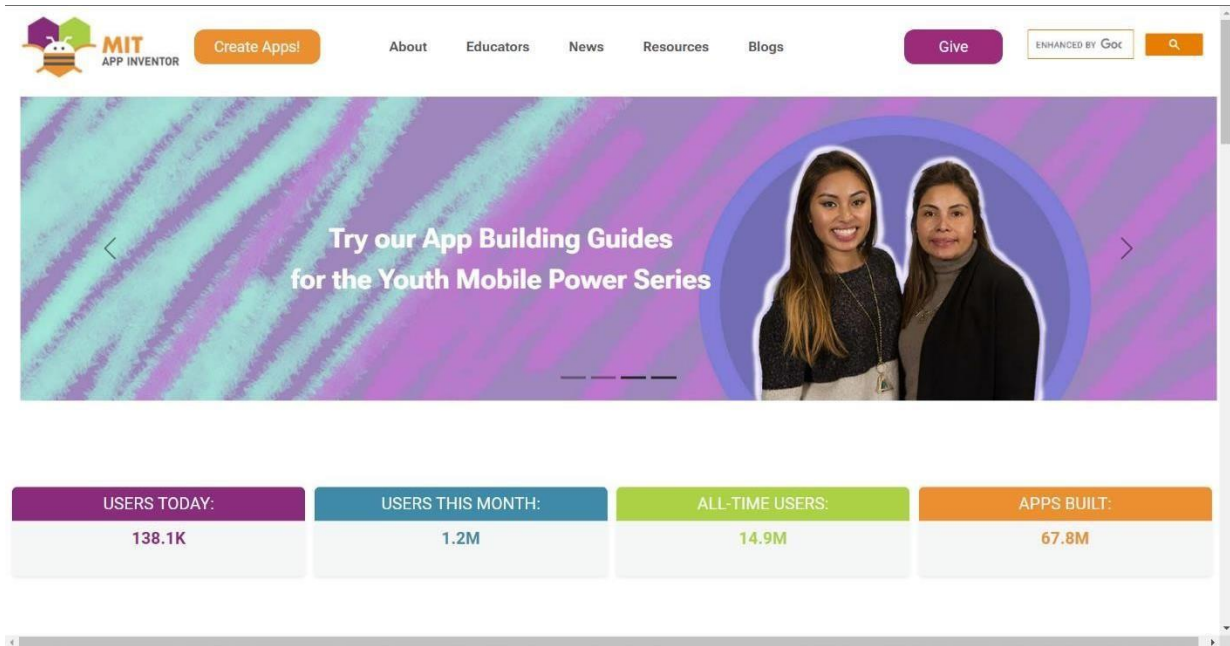 MIT
APP INVENTOR
Create Apps!
About
Educators
News
Resources
Blogs
Give
ENHANCED BY Goo
Try our App Building Guides
for the Youth Mobile Power Series
USERS TODAY:
138.1K
USERS THIS MONTH:
1.2M
ALL-TIME USERS:
14.9M
APPS BUILT:
67.8M